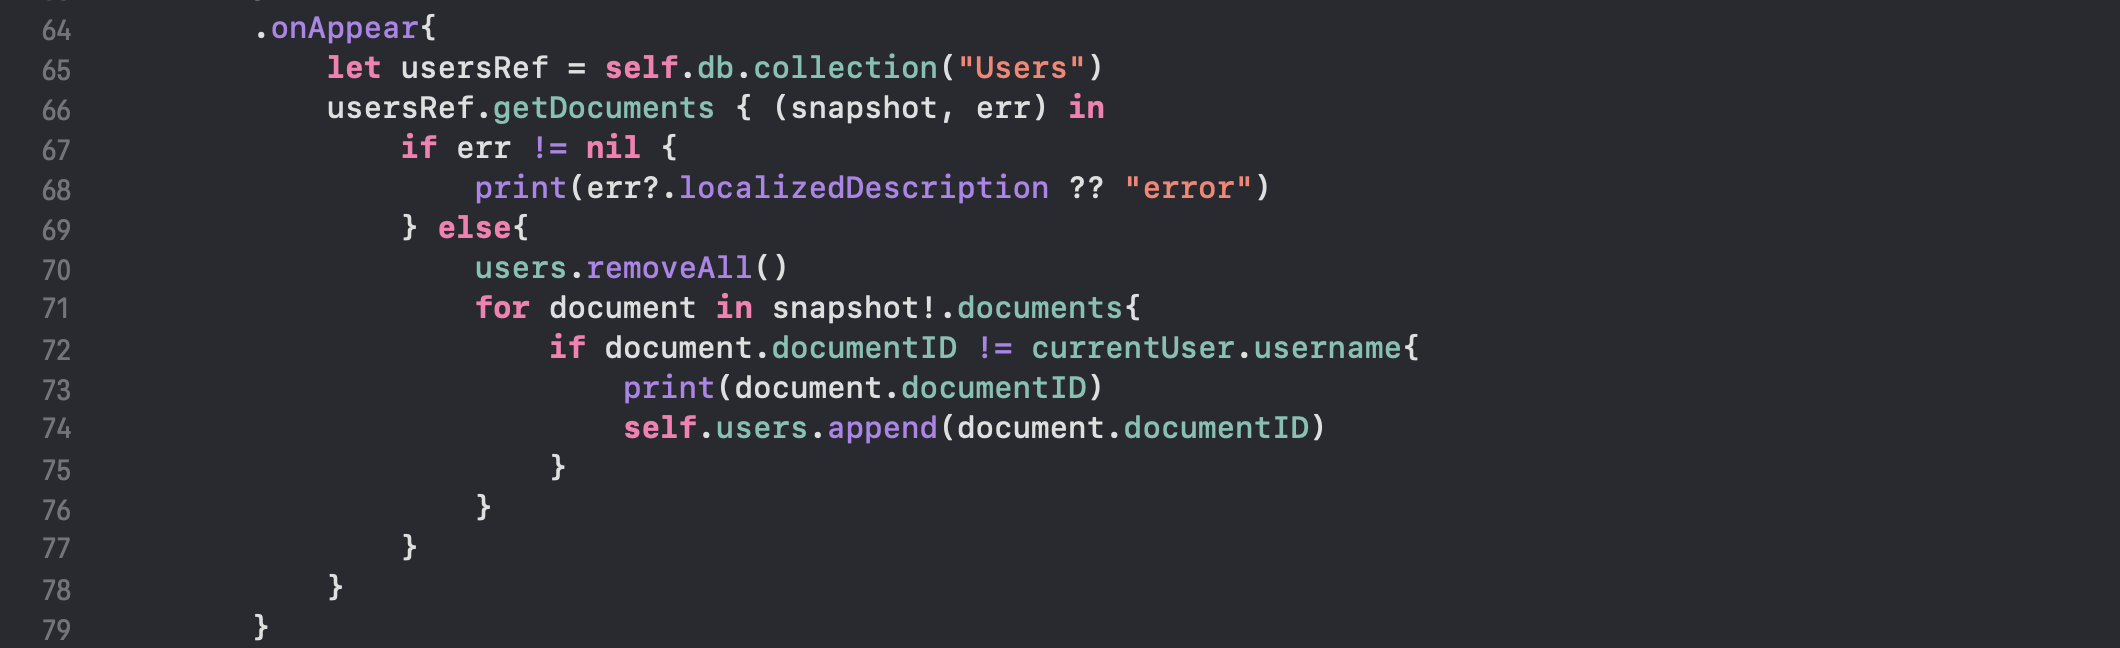 64 .onAppear{
65 let usersRef = self.db.collection("Users")
66 usersRef.getDocuments { (snapshot, err) in
67 if err != nil {
68 print(err?.localizedDescription ?? "error")
69 } else{
70 users.removeAll()
71 for document in snapshot!.documents{
72 if document.documentID != currentUser.username{
73 print(document.documentID)
74 self.users.append(document.documentID)
75 }
76 }
77 }
78 }
79 }